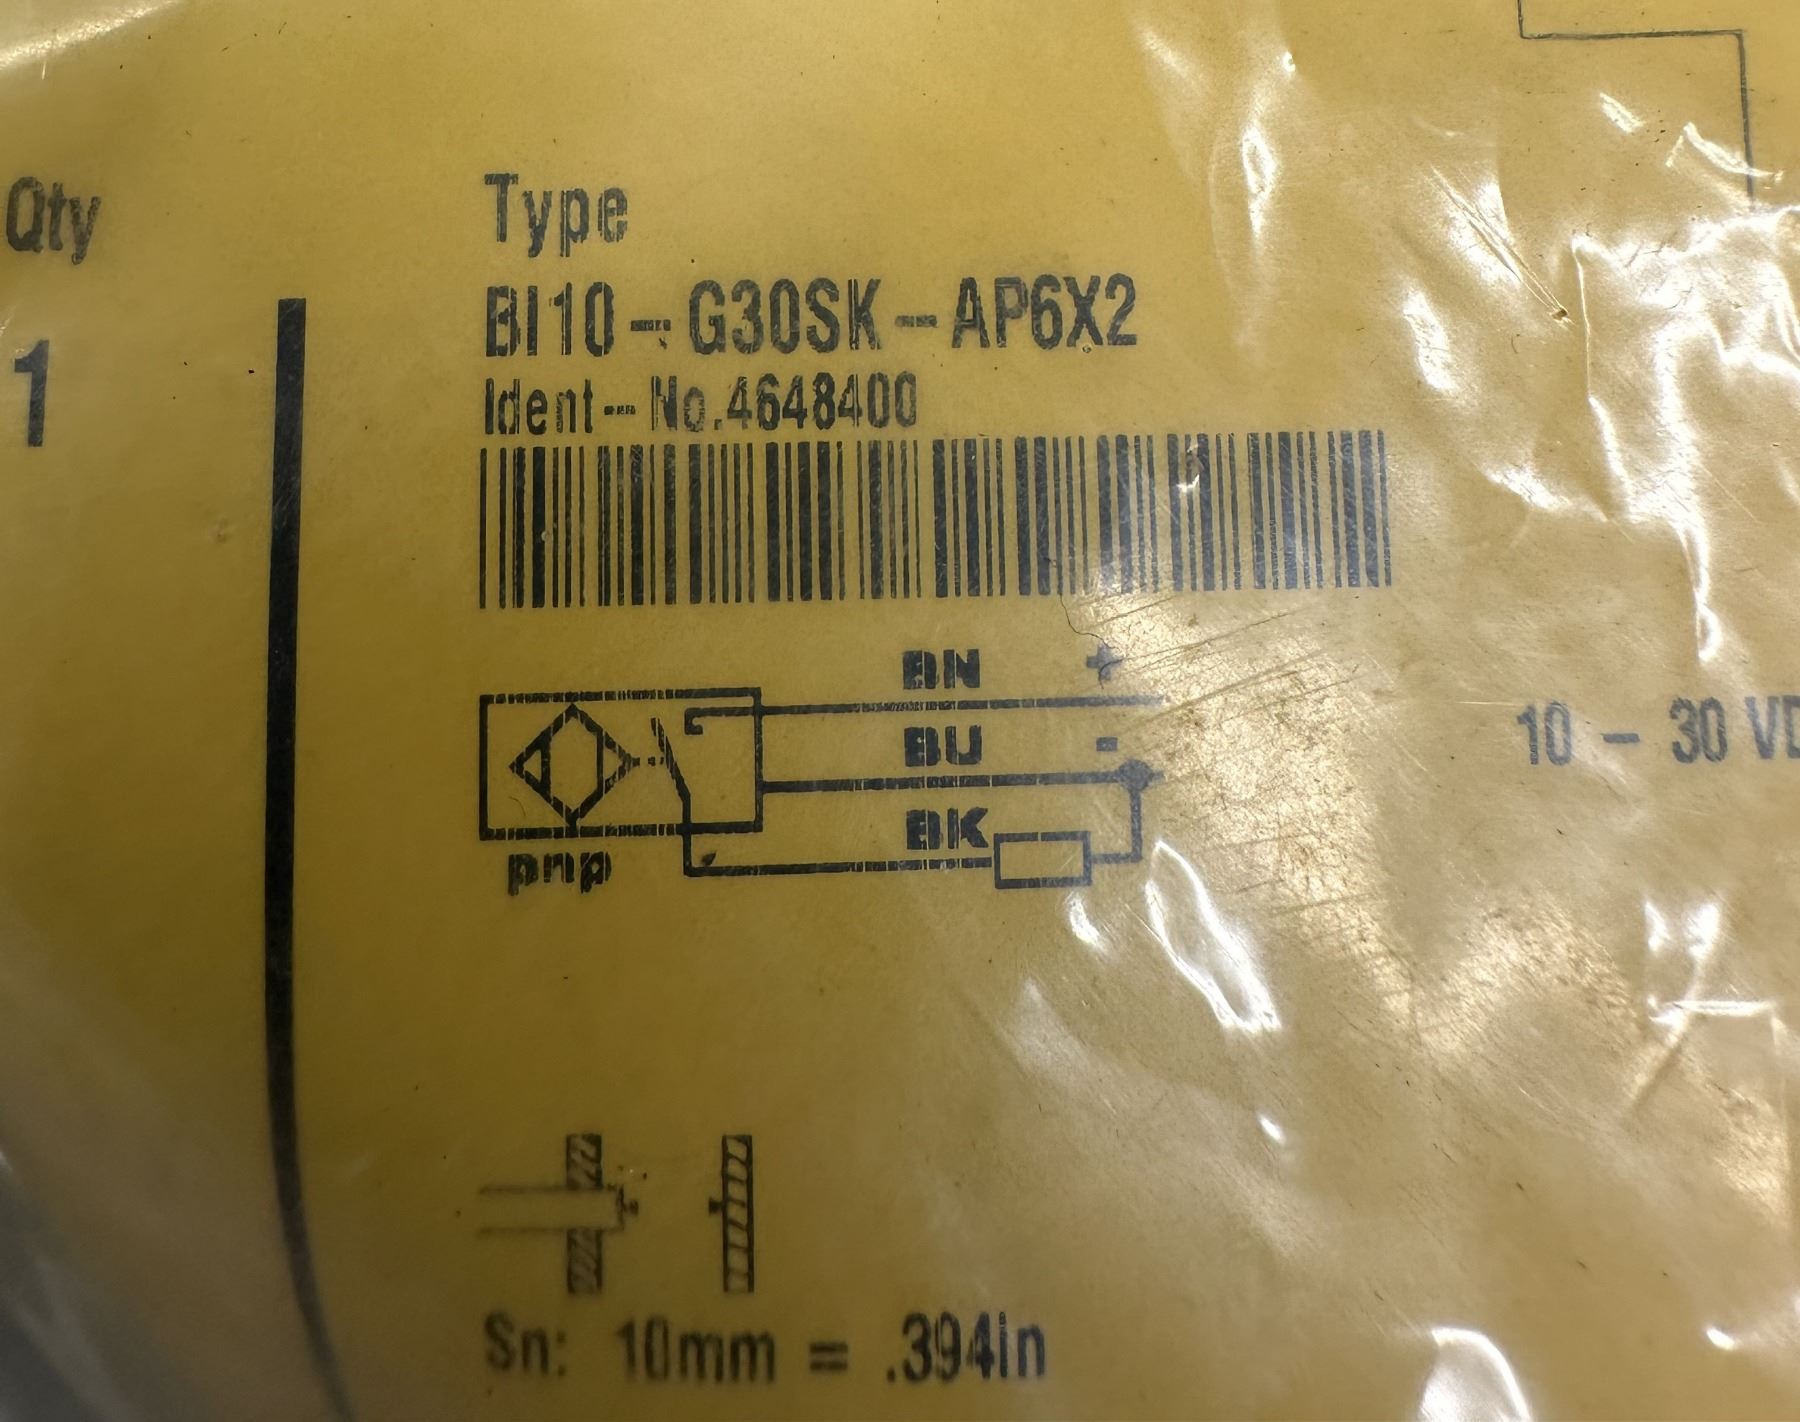 Qty
1
Type
BI10-G30SK-AP6X2
Ident-No.4648400
BN +
BU -
BK
pnp
10 - 30 VD
Sn: 10mm = .394in